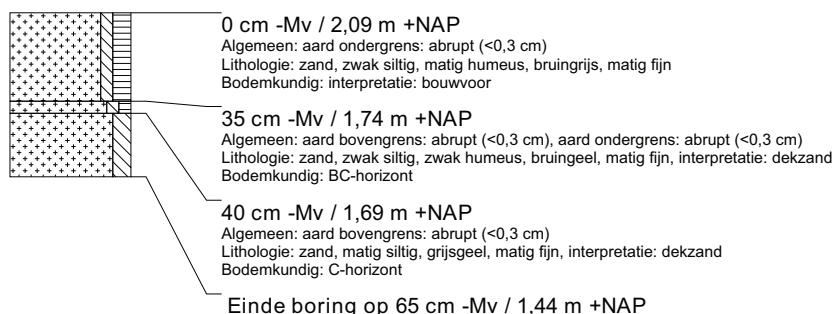 0 cm -Mv / 2,09 m +NAP
Algemeen: aard ondergrens: abrupt (<0,3 cm)
Lithologie: zand, zwak siltig, matig humeus, bruingrijs, matig fijn
Bodemkundig: interpretatie: bouwvoor
35 cm -Mv / 1,74 m +NAP
Algemeen: aard bovengrens: abrupt (<0,3 cm), aard ondergrens: abrupt (<0,3 cm)
Lithologie: zand, zwak siltig, zwak humeus, bruingeel, matig fijn, interpretatie: dekzand
Bodemkundig: BC-horizont
40 cm -Mv / 1,69 m +NAP
Algemeen: aard bovengrens: abrupt (<0,3 cm)
Lithologie: zand, matig siltig, grijsgeel, matig fijn, interpretatie: dekzand
Bodemkundig: C-horizont
Einde boring op 65 cm -Mv / 1,44 m +NAP